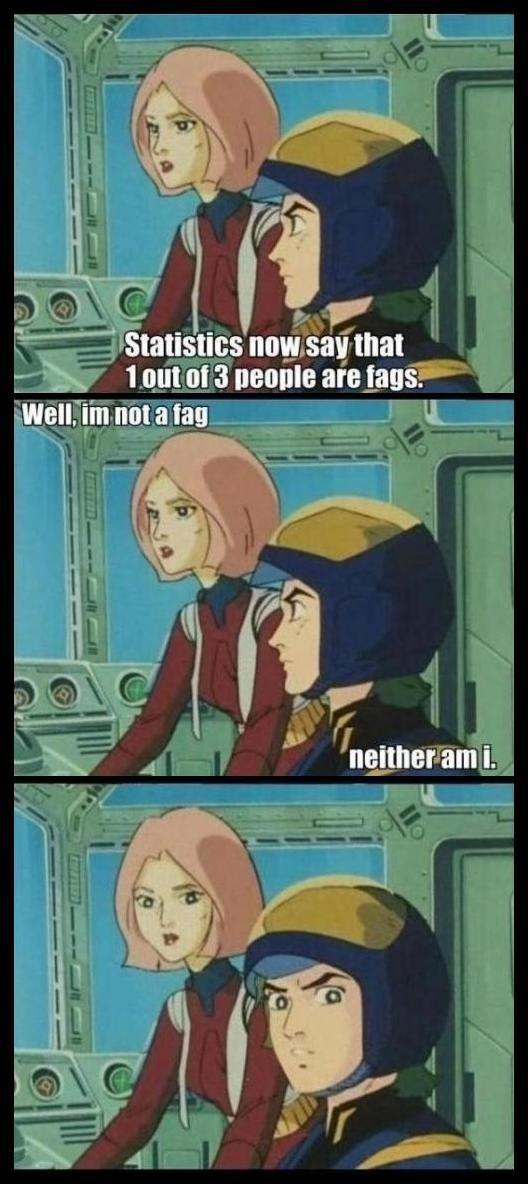 Statistics now say that
1 out of 3 people are fags.
Well, im not a fag
neither am i.